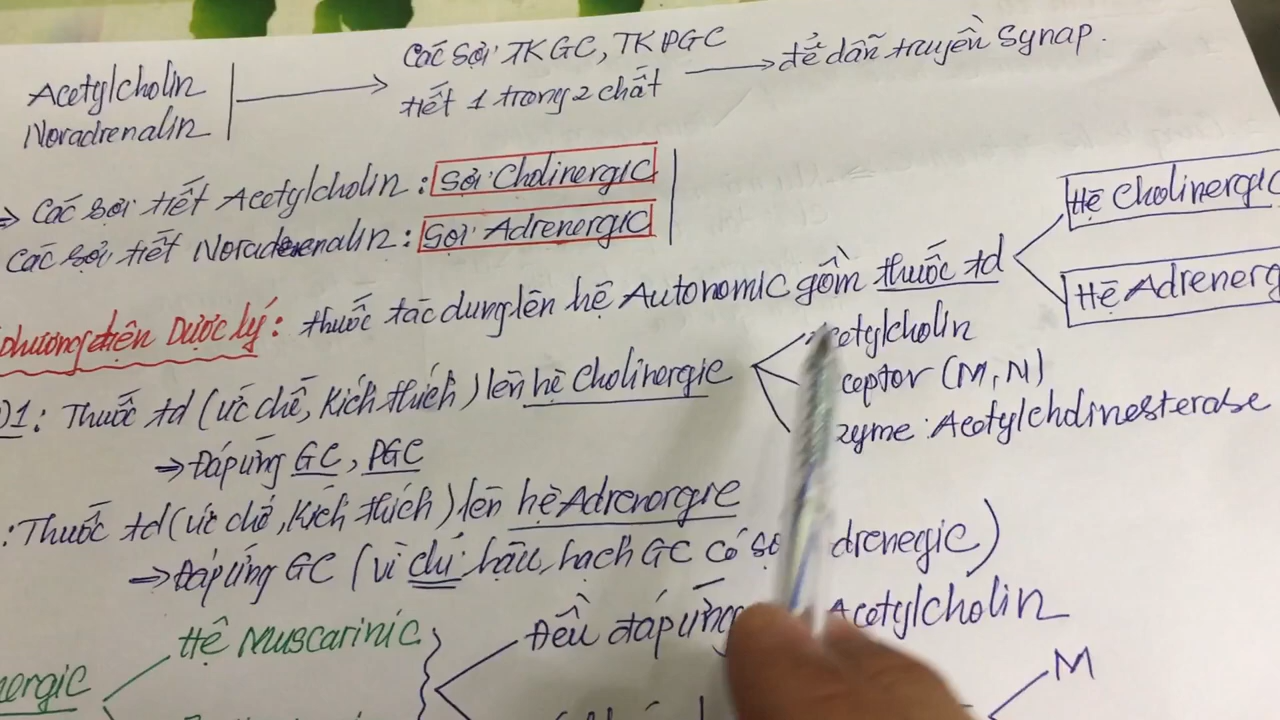 Acetylcholin
Noradrenalin
Các sợi TKGC, TKPGC
tiết 1 trong 2 chất
để dẫn truyền Synap.
Các sợi tiết Acetylcholin: Sợi Cholinergic
Các sợi tiết Noradrenalin: Sợi Adrenergic
Hệ Cholinergic
Hệ Adrenerg
phương diện Dược lý: thuốc tác dụng lên hệ Autonomic gồm thuốc td
1: Thuốc td (ức chế, Kích thích) lên hệ Cholinergic
cetylcholin
ceptor (M, N)
zyme: Acetylcholinesterase
⇒ Đáp ứng GC, PGC
: Thuốc td (ức chế, Kích thích) lên hệ Adrenergic
⇒ Đáp ứng GC (vì chỉ hậu hạch GC có sợ drenegic)
Hệ Muscarinic
nergic
Đều đáp ứng Acetylcholin
M